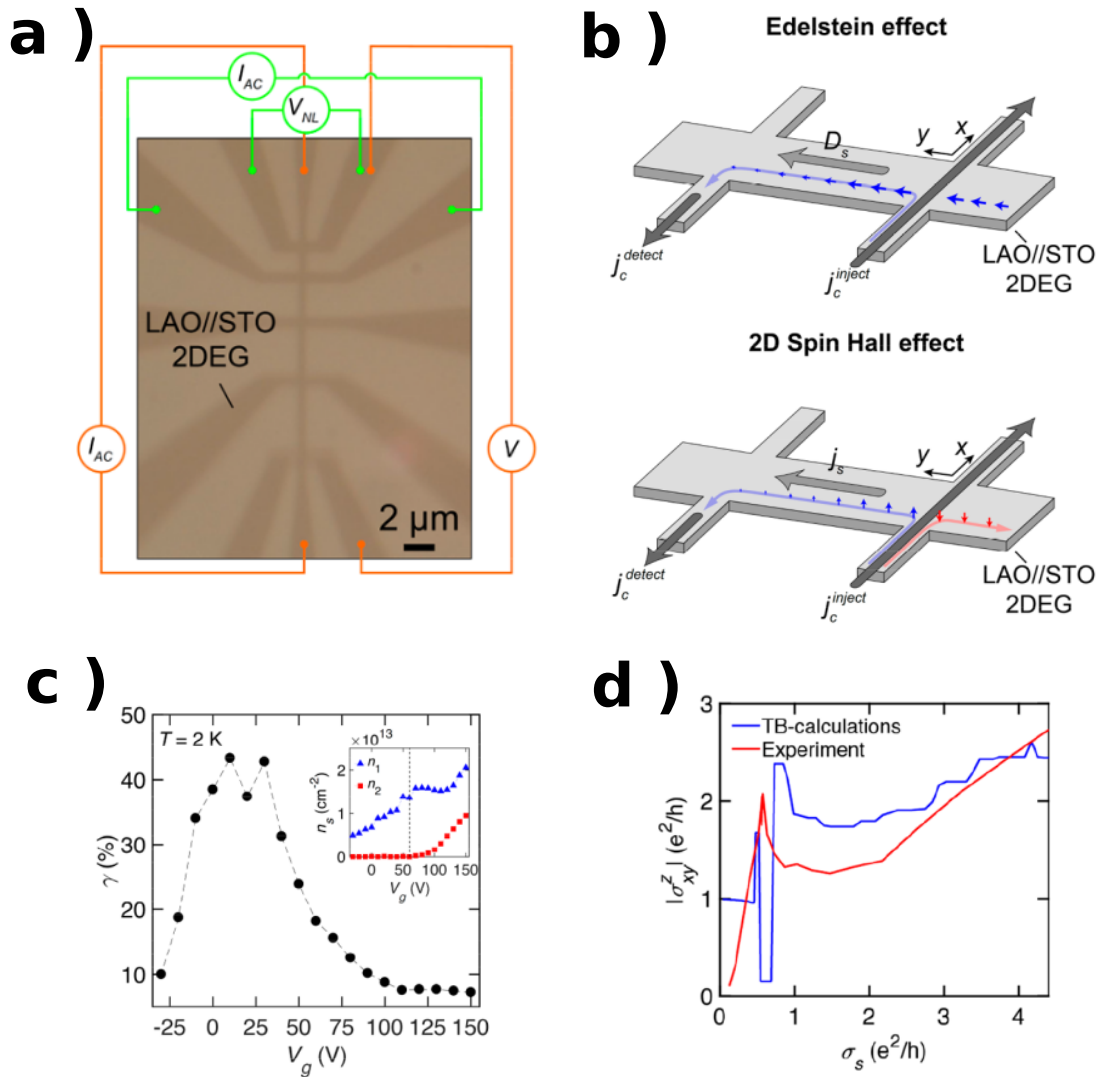 a )
I_AC
V_NL
LAO//STO
2DEG
I_AC
V
2 μm
b )
Edelstein effect
D_s
y
x
j_c^detect
j_c^inject
LAO//STO
2DEG
2D Spin Hall effect
j_s
y
x
j_c^detect
j_c^inject
LAO//STO
2DEG
c )
50
40
30
20
10
γ (%)
T = 2 K
-25 0 25 50 75 100 125 150
V_g (V)
×10^13
n_1
n_2
2
1
0
n_s (cm^-2)
0 50 100 150
V_g (V)
d )
3
2
1
0
|σ^z_xy| (e^2/h)
TB-calculations
Experiment
0 1 2 3 4
σ_s (e^2/h)